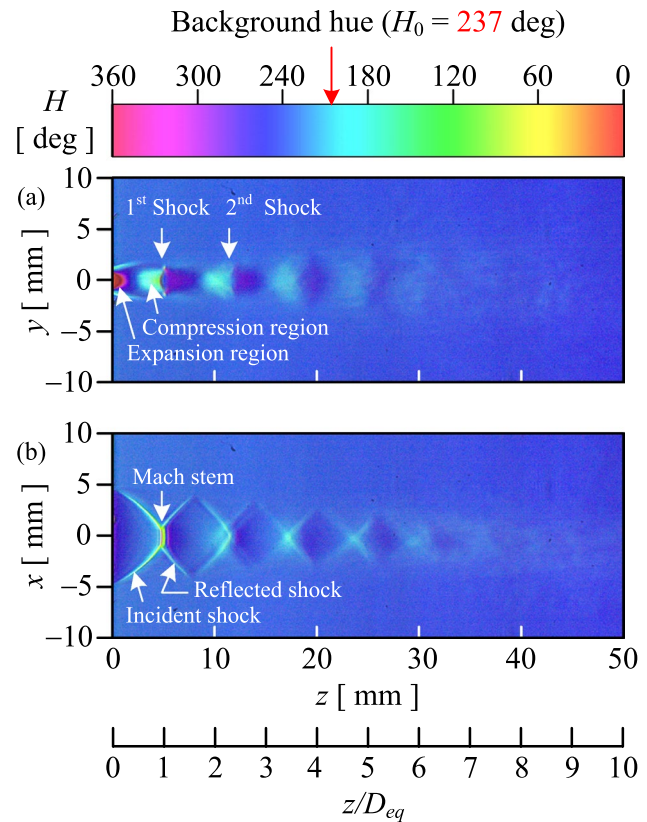 Background hue (H₀ = 237 deg)
H [ deg] 360 300 240 180 120 60 0
(a)
y [ mm]
10
5
0
−5
−10
1st Shock 2nd Shock
Compression region
Expansion region
(b)
x [ mm]
10
5
0
−5
−10
Mach stem
Reflected shock
Incident shock
0 10 20 30 40 50
z [ mm ]
0 1 2 3 4 5 6 7 8 9 10
z/Deq